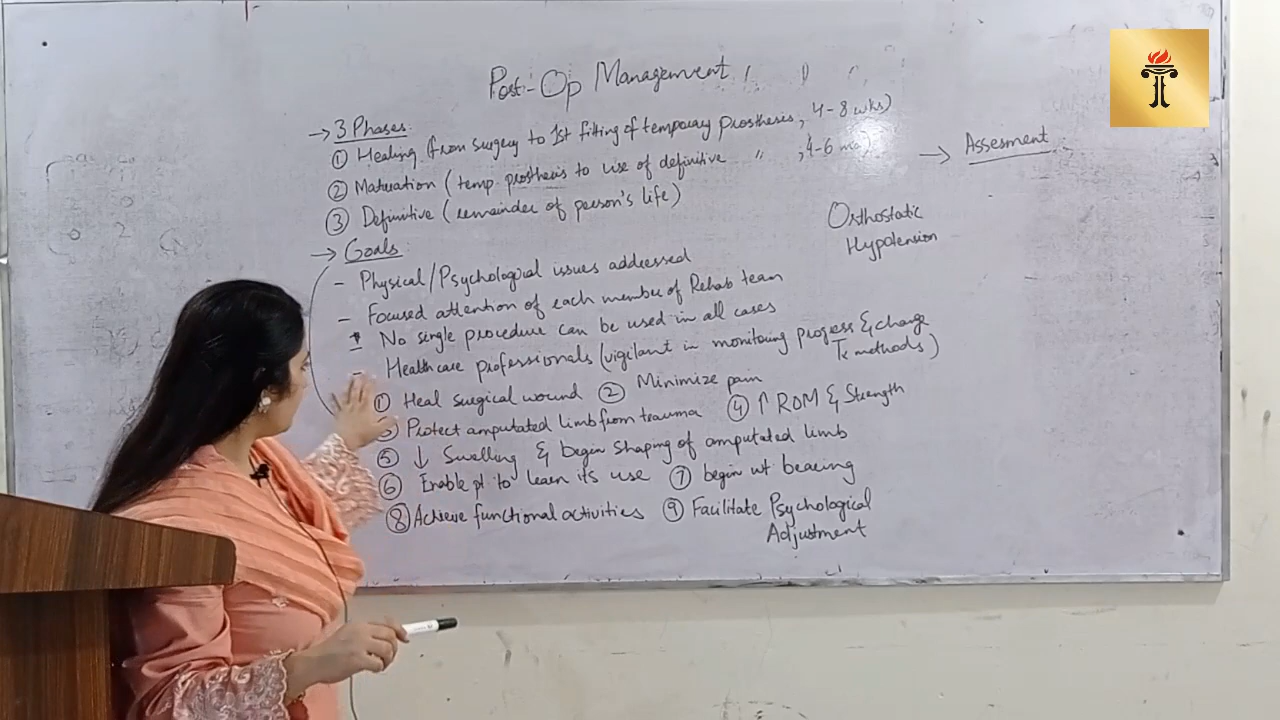 Post-Op Management
→ 3 Phases:
① Healing (from surgery to 1st fitting of temporary prosthesis, 4-8 wks)
② Maturation (temp prosthesis to use of definitive " , 4-6 mo)
③ Definitive (remainder of person's life)
→ Goals:
- Physical/Psychological issues addressed
- Focused attention of each member of Rehab team
* No single procedure can be used in all cases
- Healthcare professionals (vigilant in monitoring progress & change
Tx methods)
① Heal surgical wound ② Minimize pain
③ Protect amputated limb from trauma ④ ↑ ROM & Strength
⑤ ↓ Swelling & begin shaping of amputated limb
⑥ Enable pt to learn its use ⑦ begin wt bearing
⑧ Achieve functional activities ⑨ Facilitate Psychological
Adjustment
→ Assesment
Orthostatic
Hypotension